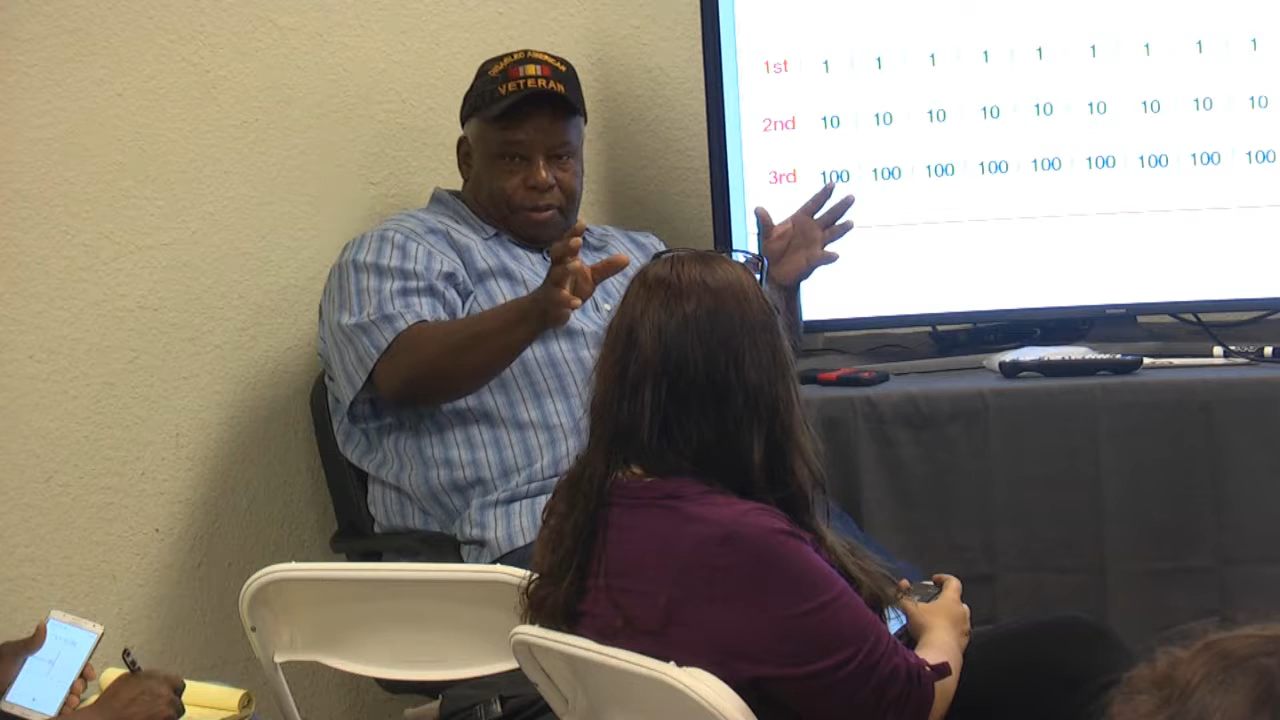 DISABLED AMERICAN
VETERAN
1st 1 1 1 1 1 1 1 1 1
2nd 10 10 10 10 10 10 10 10 10
3rd 100 100 100 100 100 100 100 100 100